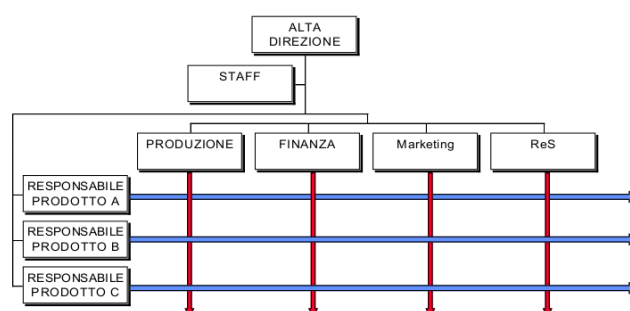 ALTA
DIREZIONE
STAFF
PRODUZIONE
FINANZA
Marketing
ReS
RESPONSABILE
PRODOTTO A
RESPONSABILE
PRODOTTO B
RESPONSABILE
PRODOTTO C